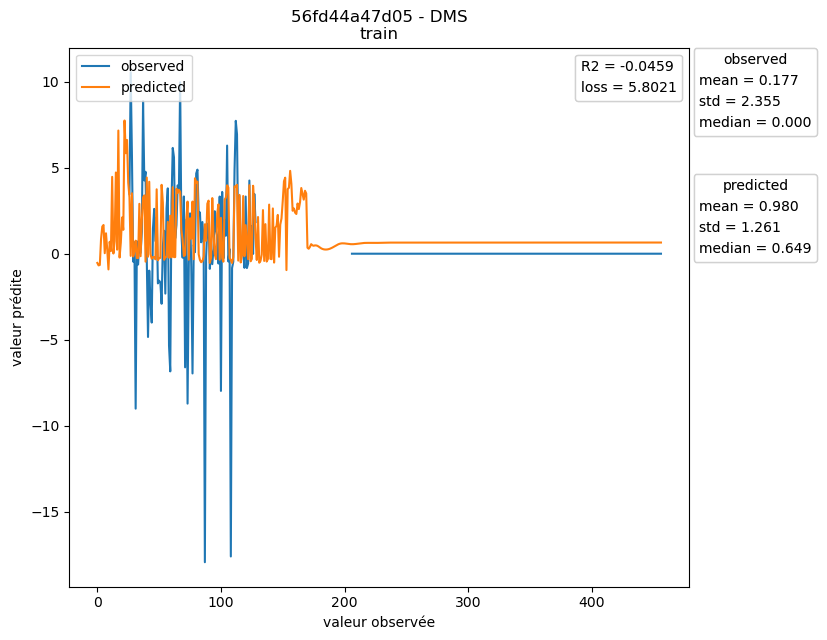 56fd44a47d05 - DMS
train
observed
predicted
R2 = -0.0459
loss = 5.8021
observed
mean = 0.177
std = 2.355
median = 0.000
predicted
mean = 0.980
std = 1.261
median = 0.649
10
5
0
−5
−10
−15
valeur prédite
0
100
200
300
400
valeur observée